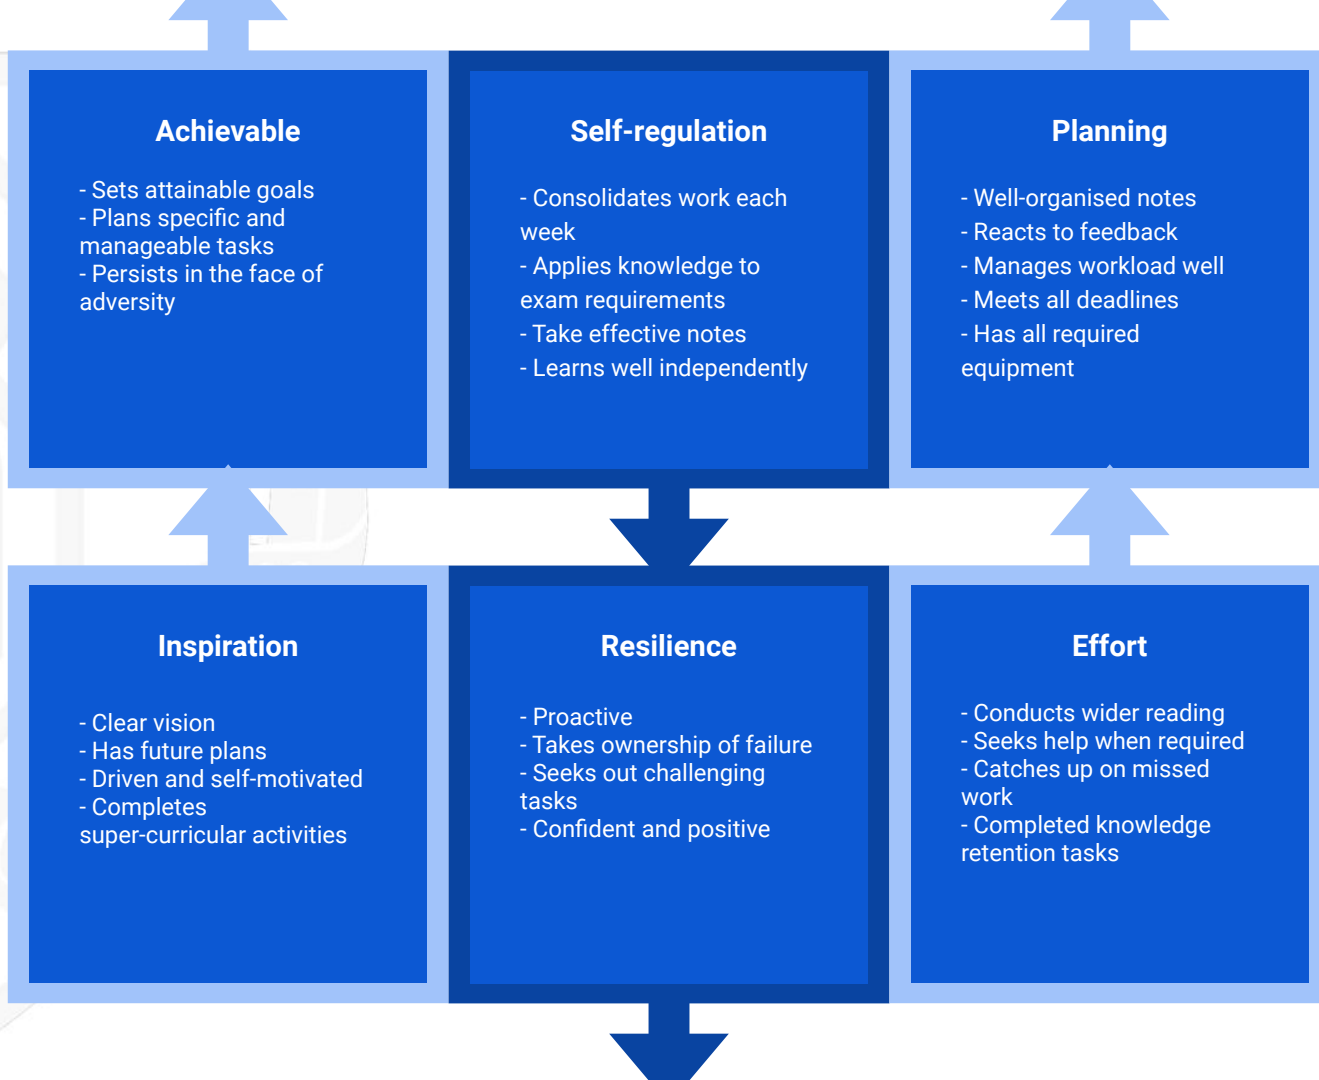 Achievable
- Sets attainable goals
- Plans specific and
manageable tasks
- Persists in the face of
adversity
Self-regulation
- Consolidates work each
week
- Applies knowledge to
exam requirements
- Take effective notes
- Learns well independently
Planning
- Well-organised notes
- Reacts to feedback
- Manages workload well
- Meets all deadlines
- Has all required
equipment
Inspiration
- Clear vision
- Has future plans
- Driven and self-motivated
- Completes
super-curricular activities
Resilience
- Proactive
- Takes ownership of failure
- Seeks out challenging
tasks
- Confident and positive
Effort
- Conducts wider reading
- Seeks help when required
- Catches up on missed
work
- Completed knowledge
retention tasks